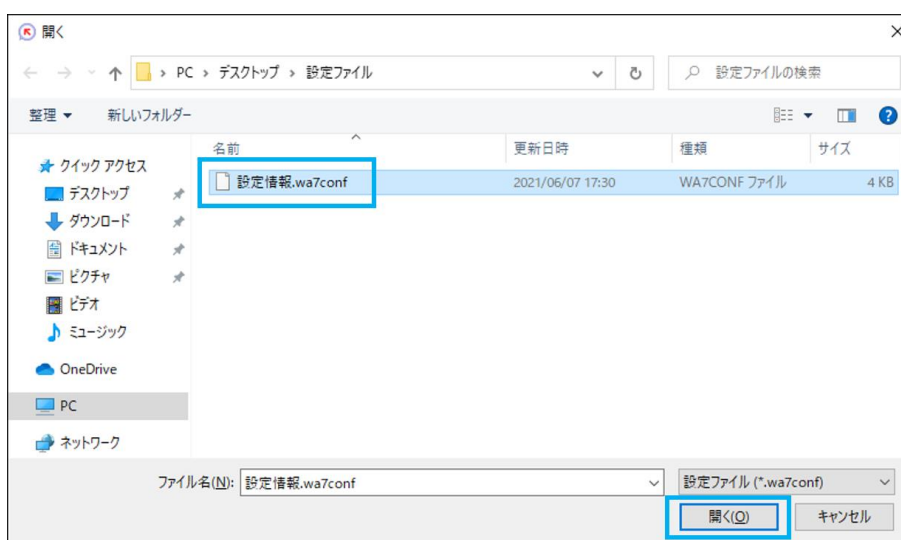 開く
PC › デスクトップ › 設定ファイル
設定ファイルの検索
整理 新しいフォルダー
名前 更新日時 種類 サイズ
クイック アクセス
設定情報.wa7conf 2021/06/07 17:30 WA7CONF ファイル 4 KB
デスクトップ
ダウンロード
ドキュメント
ピクチャ
ビデオ
ミュージック
OneDrive
PC
ネットワーク
ファイル名(N): 設定情報.wa7conf 設定ファイル (*.wa7conf)
開く(O) キャンセル